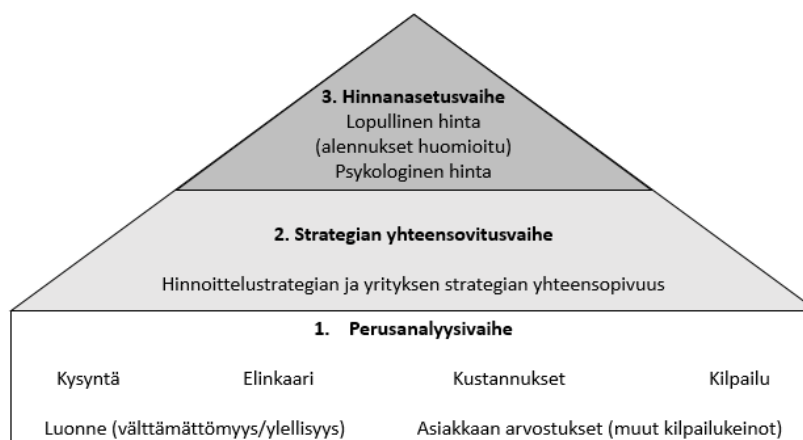 3. Hinnanasetusvaihe
Lopullinen hinta
(alennukset huomioitu)
Psykologinen hinta
2. Strategian yhteensovitusvaihe
Hinnoittelustrategian ja yrityksen strategian yhteensopivuus
1. Perusanalyysivaihe
Kysyntä Elinkaari Kustannukset Kilpailu
Luonne (välttämättömyys/ylellisyys) Asiakkaan arvostukset (muut kilpailukeinot)